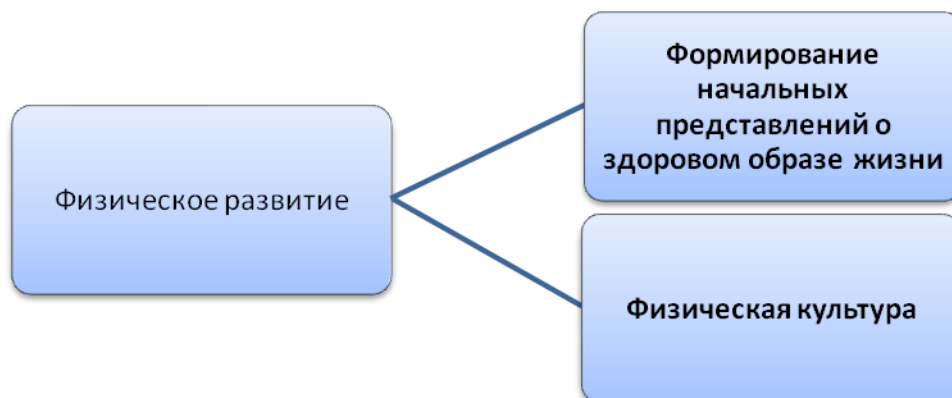 Физическое развитие
Формирование
начальных
представлений о
здоровом образе жизни
Физическая культура